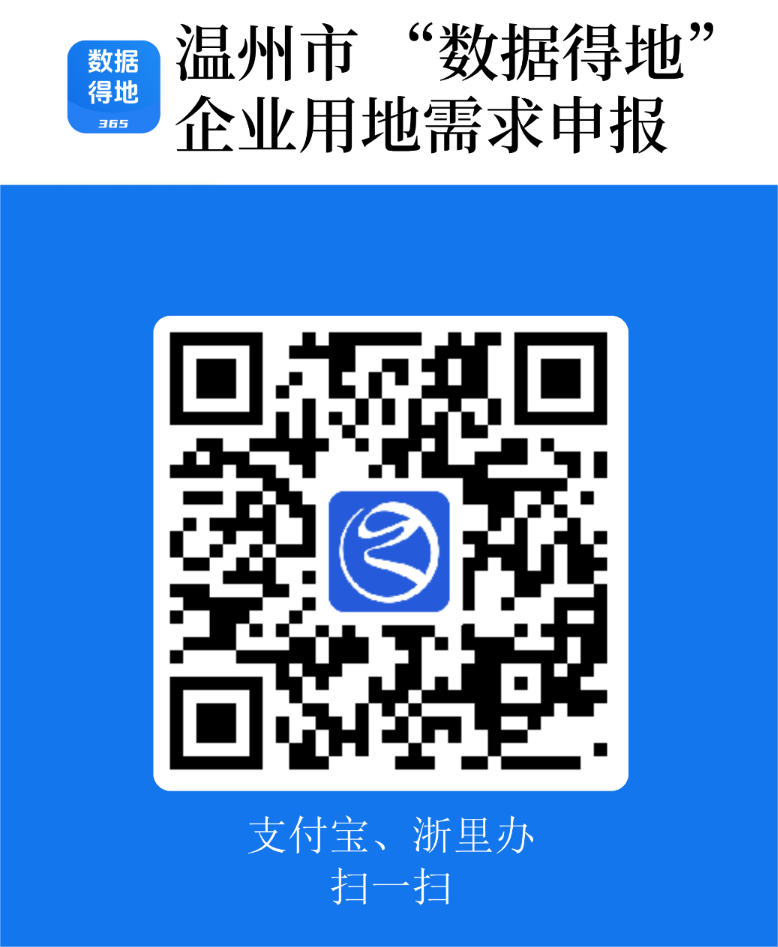 数据
得地
365
温州市 “数据得地”
企业用地需求申报
支付宝、浙里办
扫一扫